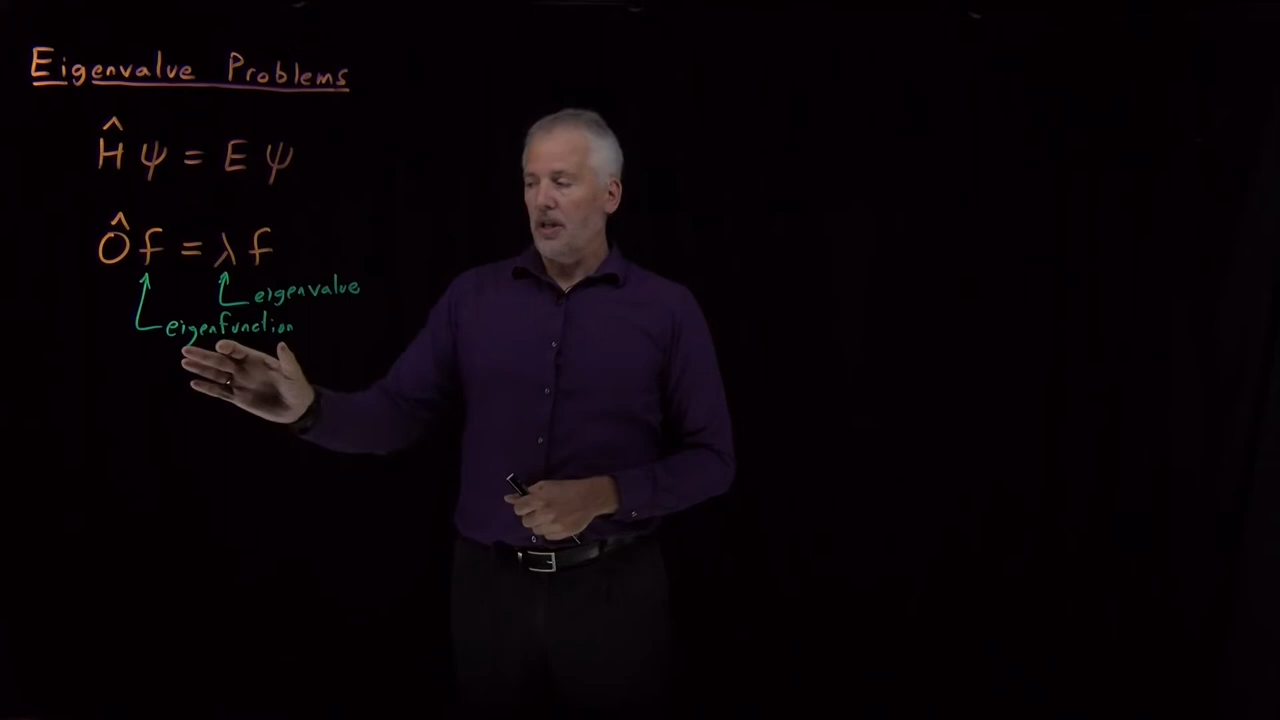 Eigenvalue Problems
Ĥ ψ = E ψ
Ô f = λ f
eigenvalue
eigenfunction